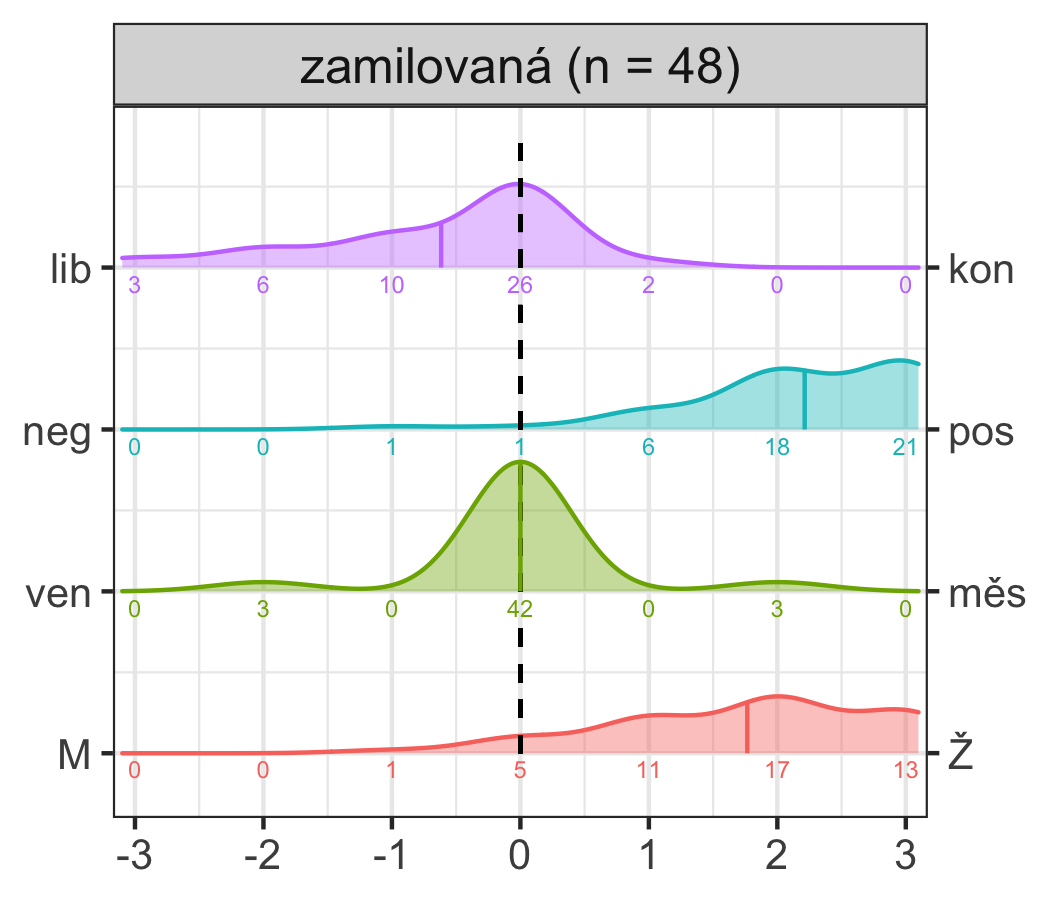 zamilovaná (n = 48)
lib kon
3 6 10 26 2 0 0
neg pos
0 0 1 1 6 18 21
ven měs
0 3 0 42 0 3 0
M Ž
0 0 1 5 11 17 13
-3 -2 -1 0 1 2 3